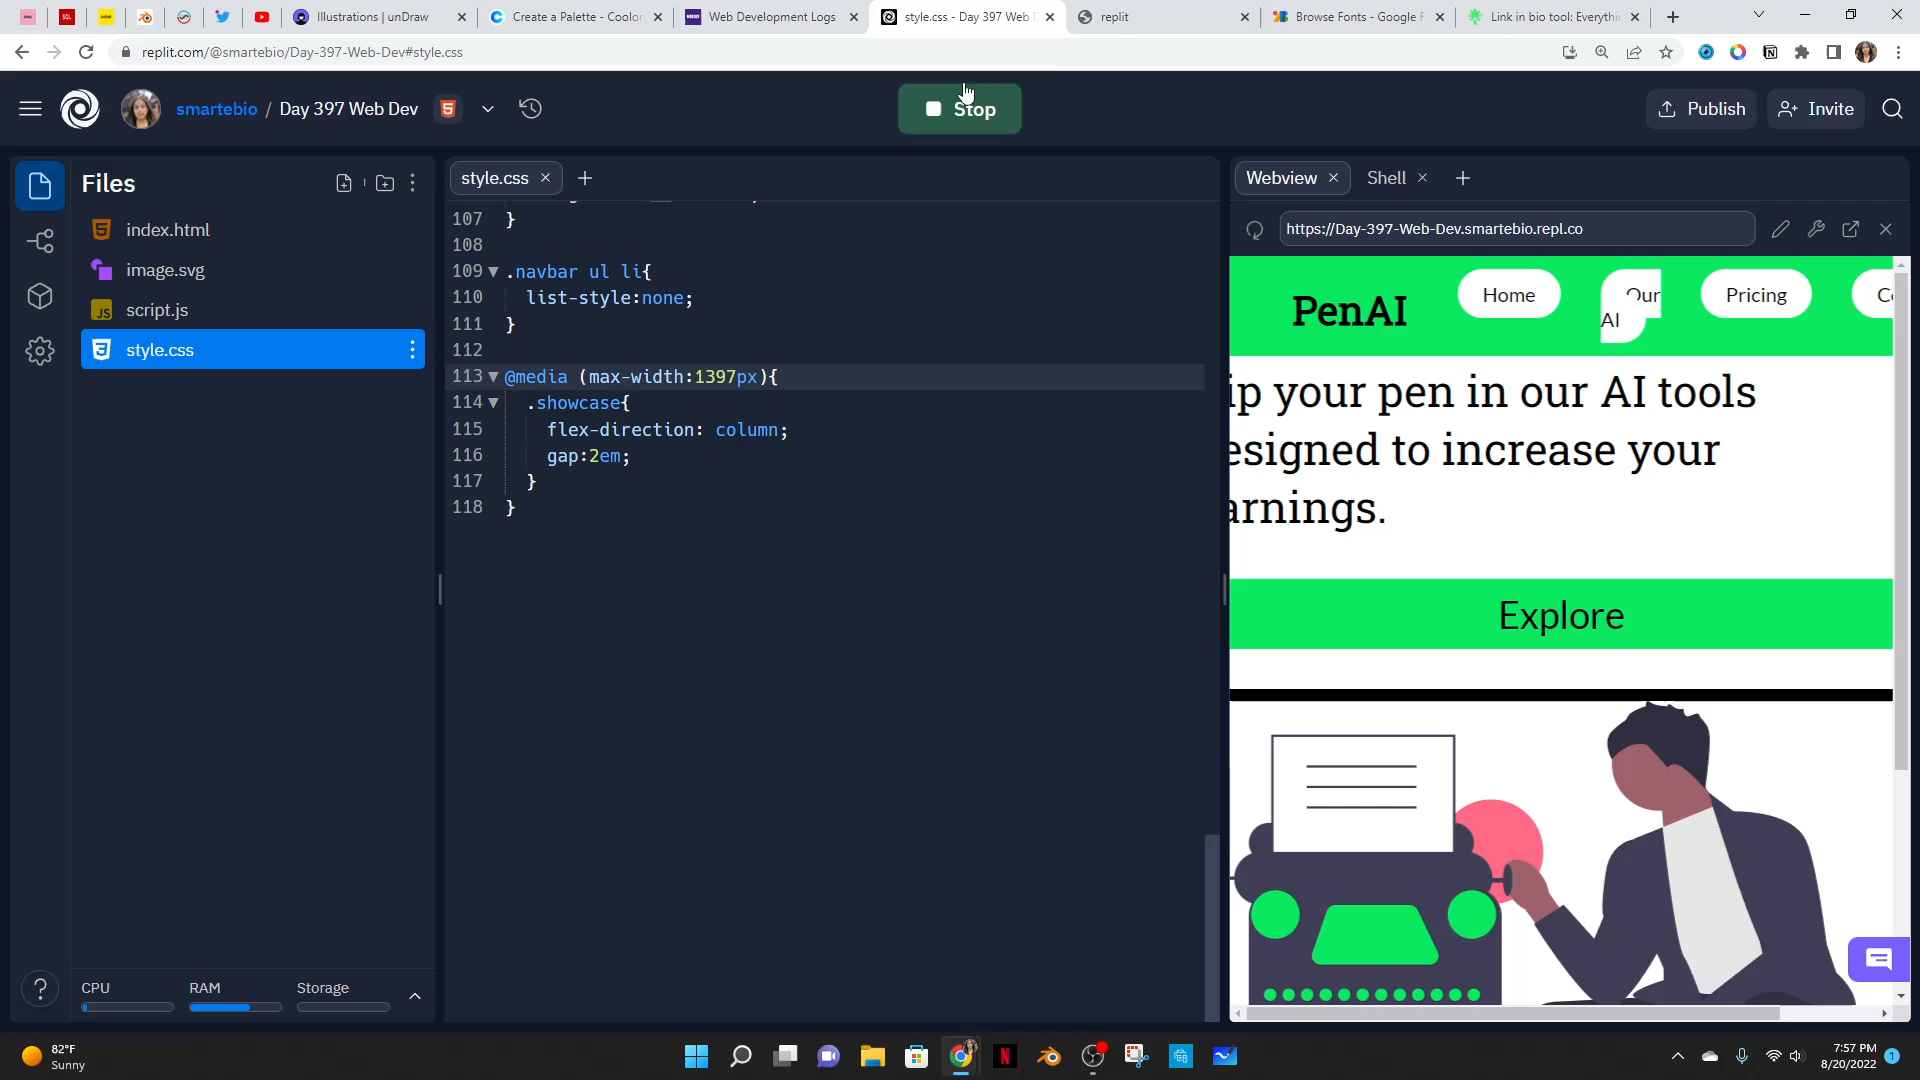 SQL
Illustrations | unDraw
Create a Palette - Coolor
Web Development Logs
style.css - Day 397 Web D
replit
Browse Fonts - Google F
Link in bio tool: Everythin
replit.com/@smartebio/Day-397-Web-Dev#style.css
smartebio / Day 397 Web Dev
Stop
Publish
Invite
Files
index.html
image.svg
script.js
style.css
CPU
RAM
Storage
style.css
107 }
108
109 .navbar ul li{
110 list-style:none;
111 }
112
113 @media (max-width:1397px){
114 .showcase{
115 flex-direction: column;
116 gap:2em;
117 }
118 }
Webview
Shell
https://Day-397-Web-Dev.smartebio.repl.co
PenAI
Home
Our
AI
Pricing
ip your pen in our AI tools
esigned to increase your
arnings.
Explore
82°F
Sunny
7:57 PM
8/20/2022
1